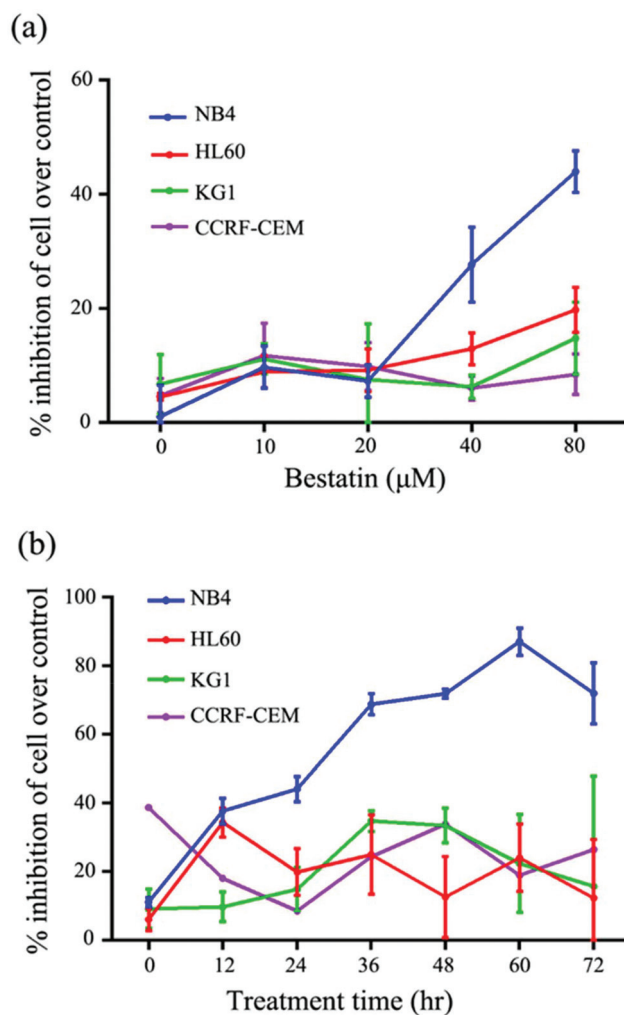 (a)
% inhibition of cell over control
60
40
20
0
NB4
HL60
KG1
CCRF-CEM
0 10 20 40 80
Bestatin (μM)
(b)
% inhibition of cell over control
100
80
60
40
20
0
NB4
HL60
KG1
CCRF-CEM
0 12 24 36 48 60 72
Treatment time (hr)